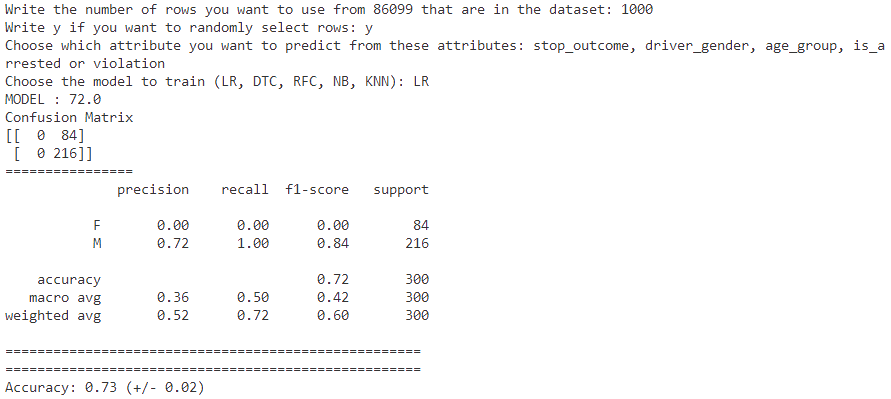 Write the number of rows you want to use from 86099 that are in the dataset: 1000
Write y if you want to randomly select rows: y
Choose which attribute you want to predict from these attributes: stop_outcome, driver_gender, age_group, is_a
rrested or violation
Choose the model to train (LR, DTC, RFC, NB, KNN): LR
MODEL : 72.0
Confusion Matrix
[[  0  84]
 [  0 216]]
================
              precision    recall  f1-score   support

           F       0.00      0.00      0.00        84
           M       0.72      1.00      0.84       216

    accuracy                           0.72       300
   macro avg       0.36      0.50      0.42       300
weighted avg       0.52      0.72      0.60       300

====================================================
====================================================
Accuracy: 0.73 (+/- 0.02)